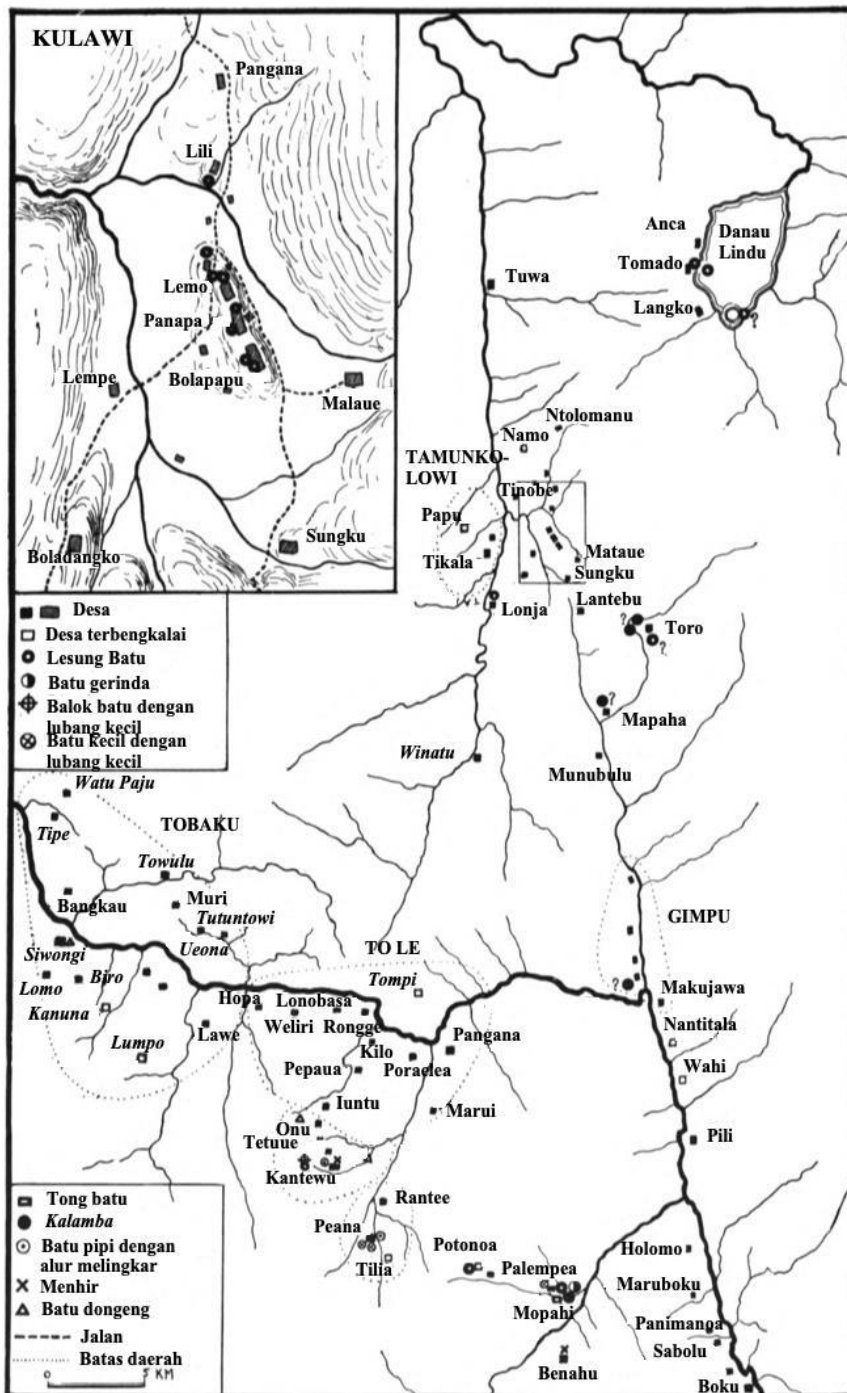 KULAWI
Pangana
Lili
Lemo
Panapa
Bolapapu
Lempe
Malaue
Boladangko
Sungku
Desa
Desa terbengkalai
Lesung Batu
Batu gerinda
Balok batu dengan
lubang kecil
Batu kecil dengan
lubang kecil
Anca
Danau
Lindu
Tomado
Tuwa
Langko
?
Ntolomanu
Namo
TAMUNKO-
LOWI
Tinobe
Papu
Tikala
Mataue
Sungku
Lonja
Lantebu
?
Toro
?
?
Mapaha
Winatu
Munubulu
Watu Paju
Tipe
TOBAKU
Towulu
Bangkau
Muri
Tutuntowi
Ueona
Siwongi
Lomo
Biro
Kanuna
Lumpo
GIMPU
TO LE
Tompi
?
Makujawa
Nantitala
Wahi
Hopa
Lonobasa
Weliri
Rongge
Lawe
Kilo
Pangana
Pepaua
Poraelea
Iuntu
Marui
Onu
Tetuue
Kantewu
Pili
Rantee
Peana
Tilia
Potonoa
Palempea
Mopahi
Benahu
Holomo
Maruboku
Panimanoa
Sabolu
Boku
Tong batu
Kalamba
Batu pipi dengan
alur melingkar
Menhir
Batu dongeng
Jalan
Batas daerah
0 5 KM